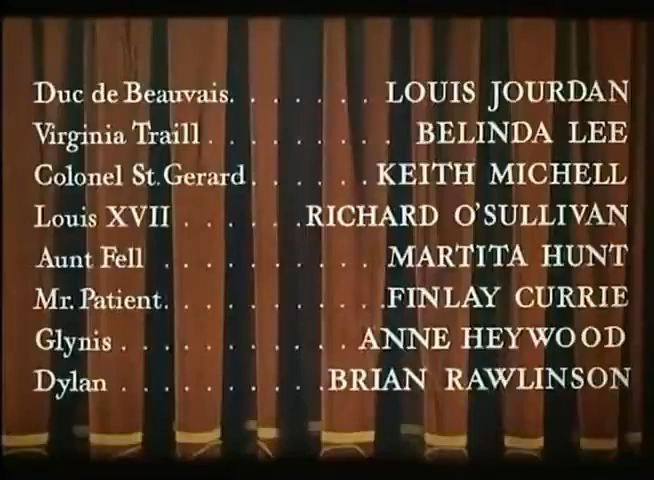 Duc de Beauvais. . . . . . . LOUIS JOURDAN
Virginia Traill . . . . . . . . . BELINDA LEE
Colonel St. Gerard . . . . . . KEITH MICHELL
Louis XVII . . . . . . RICHARD O'SULLIVAN
Aunt Fell . . . . . . . . . . MARTITA HUNT
Mr. Patient. . . . . . . . . . .FINLAY CURRIE
Glynis . . . . . . . . . . . ANNE HEYWOOD
Dylan . . . . . . . . . .BRIAN RAWLINSON